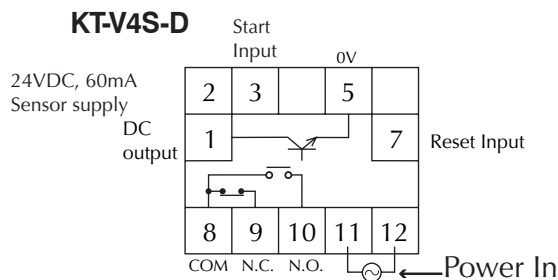 KT-V4S-D
Start
Input
0V
24VDC, 60mA
Sensor supply
2 3 5
DC
output
1 7
Reset Input
8 9 10 11 12
COM N.C. N.O.
Power In